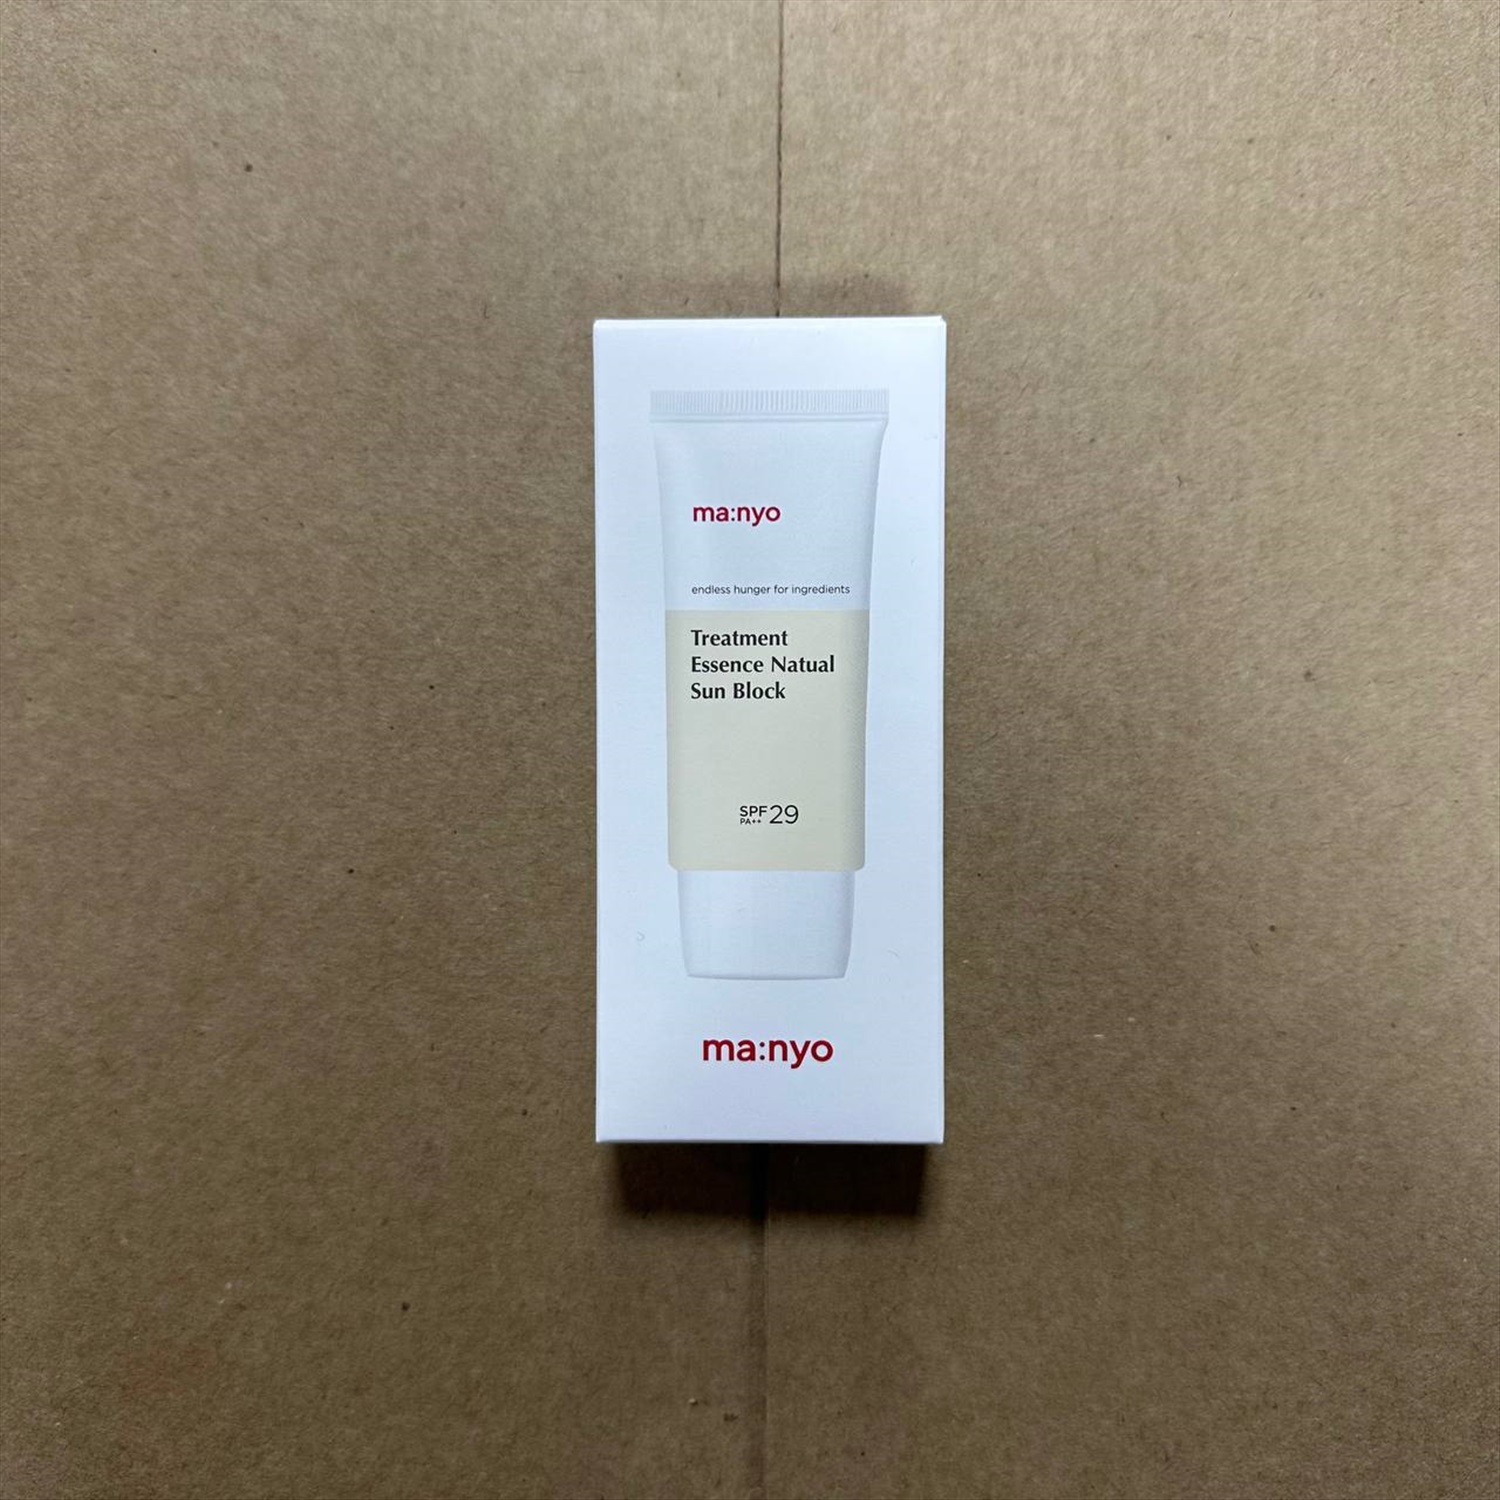 ma:nyo
endless hunger for ingredients
Treatment
Essence Natual
Sun Block
SPF 29
PA++
ma:nyo